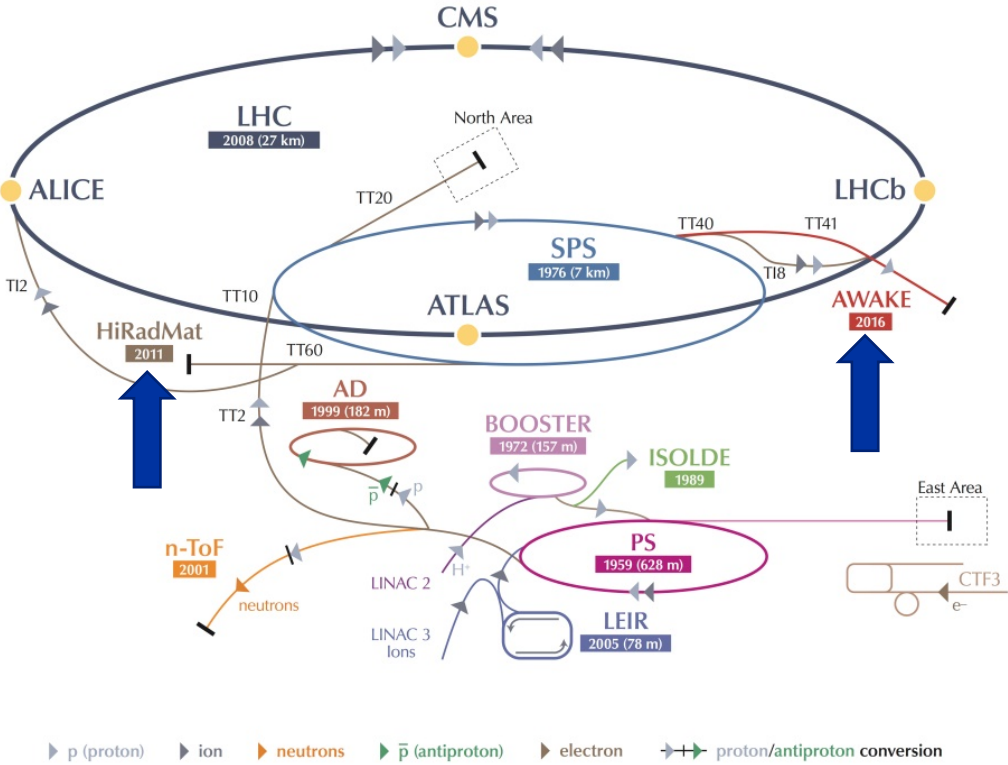 CMS
LHC
2008 (27 km)
North Area
ALICE
LHCb
TT20
TT40
TT41
SPS
1976 (7 km)
TI8
TI2
TT10
ATLAS
AWAKE
2016
HiRadMat
2011
TT60
AD
1999 (182 m)
TT2
BOOSTER
1972 (157 m)
ISOLDE
1989
p̅
p
East Area
n-ToF
2001
PS
1959 (628 m)
neutrons
LINAC 2
H⁺
CTF3
e–
LEIR
2005 (78 m)
LINAC 3
Ions
p (proton)
ion
neutrons
p̅ (antiproton)
electron
proton/antiproton conversion